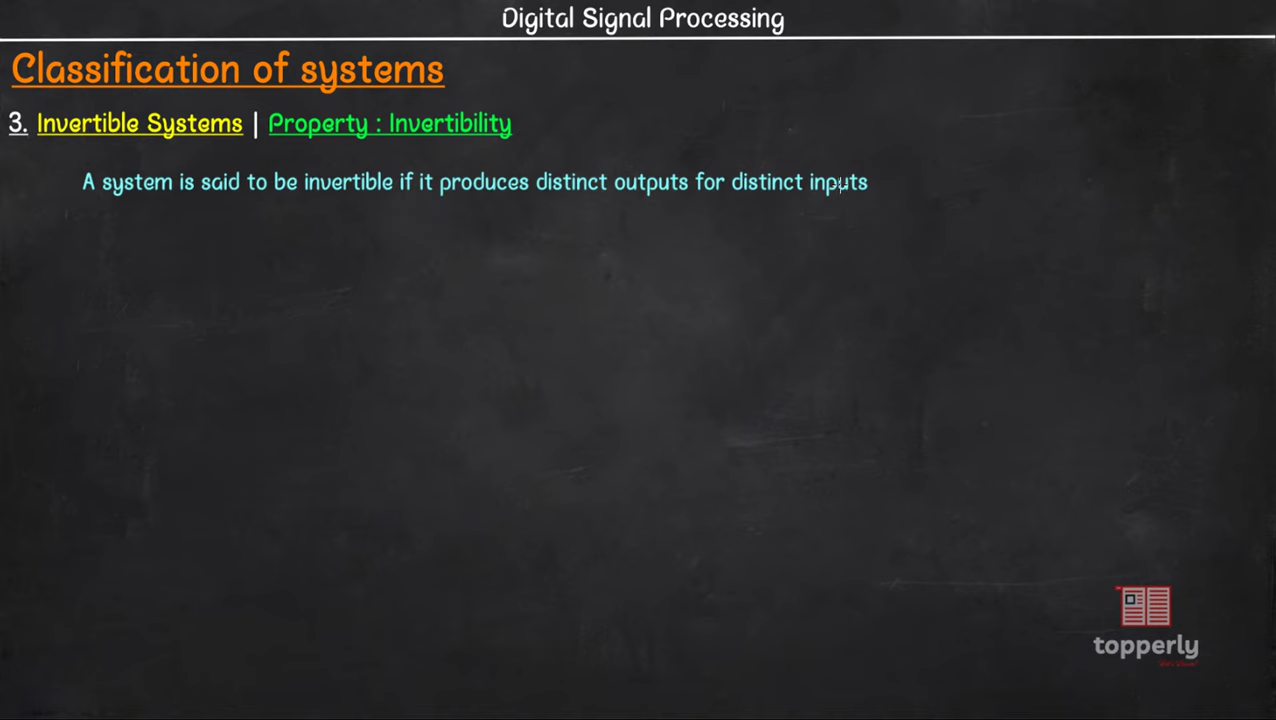 Digital Signal Processing
Classification of systems
3. Invertible Systems | Property : Invertibility
A system is said to be invertible if it produces distinct outputs for distinct inputs
topperly